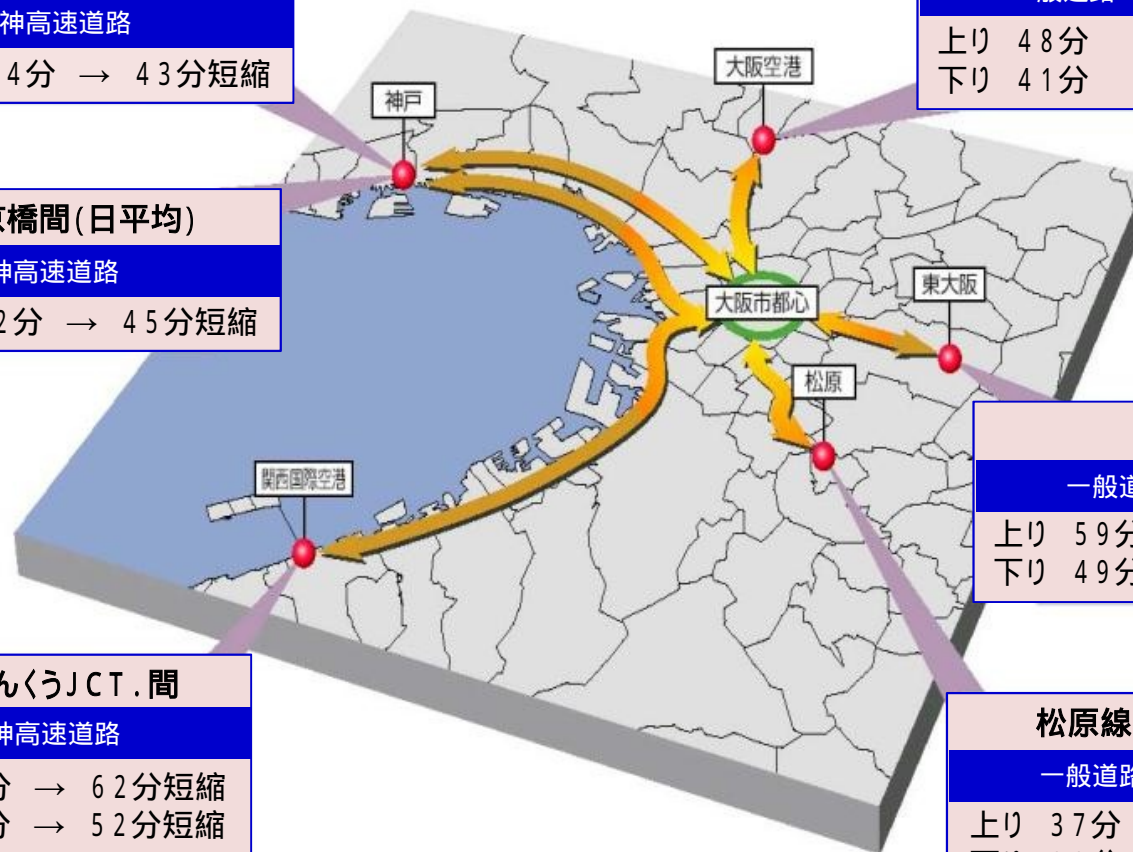 神高速道路
4分 → 43分短縮
上り 48分
下り 41分
大阪空港
神戸
橋間(日平均)
神高速道路
2分 → 45分短縮
大阪市都心
東大阪
松原
関西国際空港
一般道
上り 59分
下り 49分
んくうJCT.間
神高速道路
分 → 62分短縮
分 → 52分短縮
松原線
一般道路
上り 37分